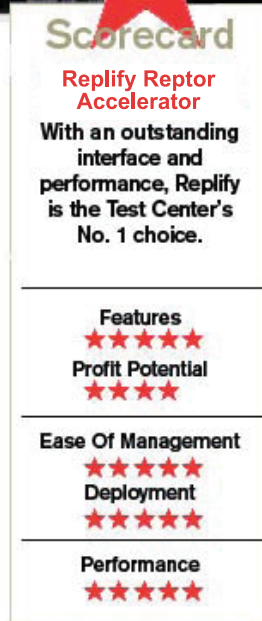 Scorecard
Replify Reptor
Accelerator
With an outstanding
interface and
performance, Replify
is the Test Center's
No. 1 choice.
Features
Profit Potential
Ease Of Management
Deployment
Performance